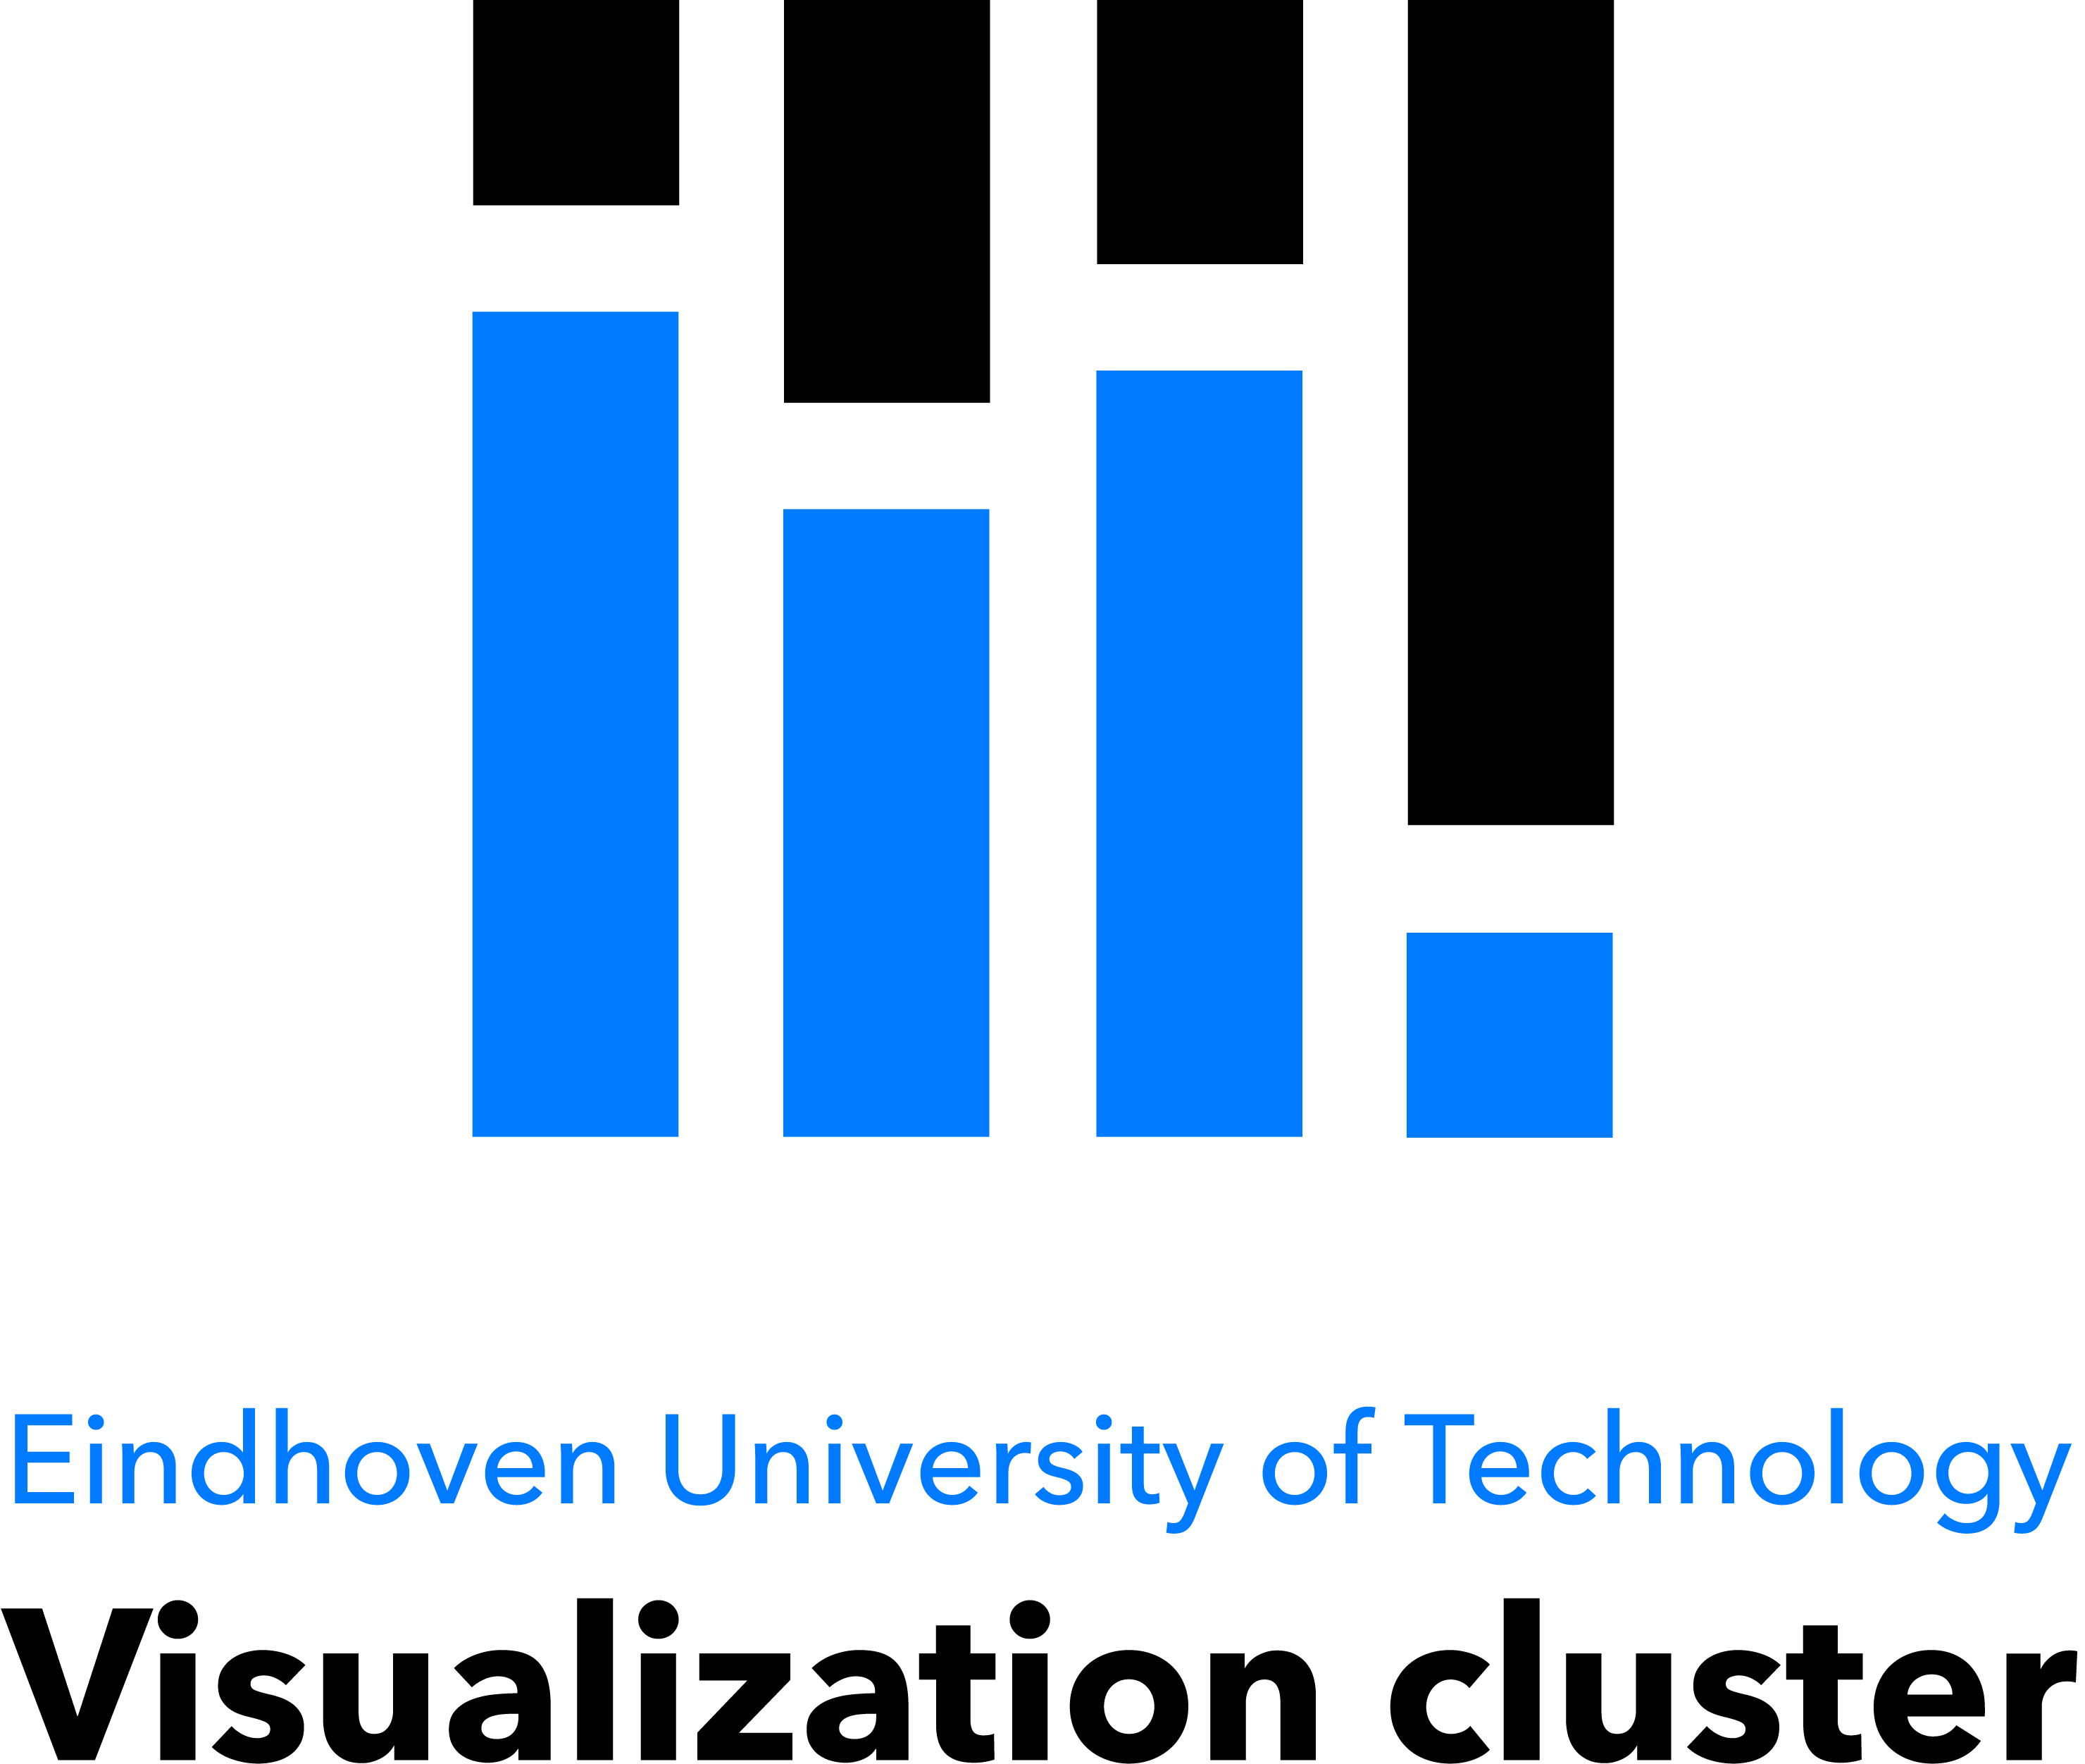 Eindhoven University of Technology
Visualization cluster